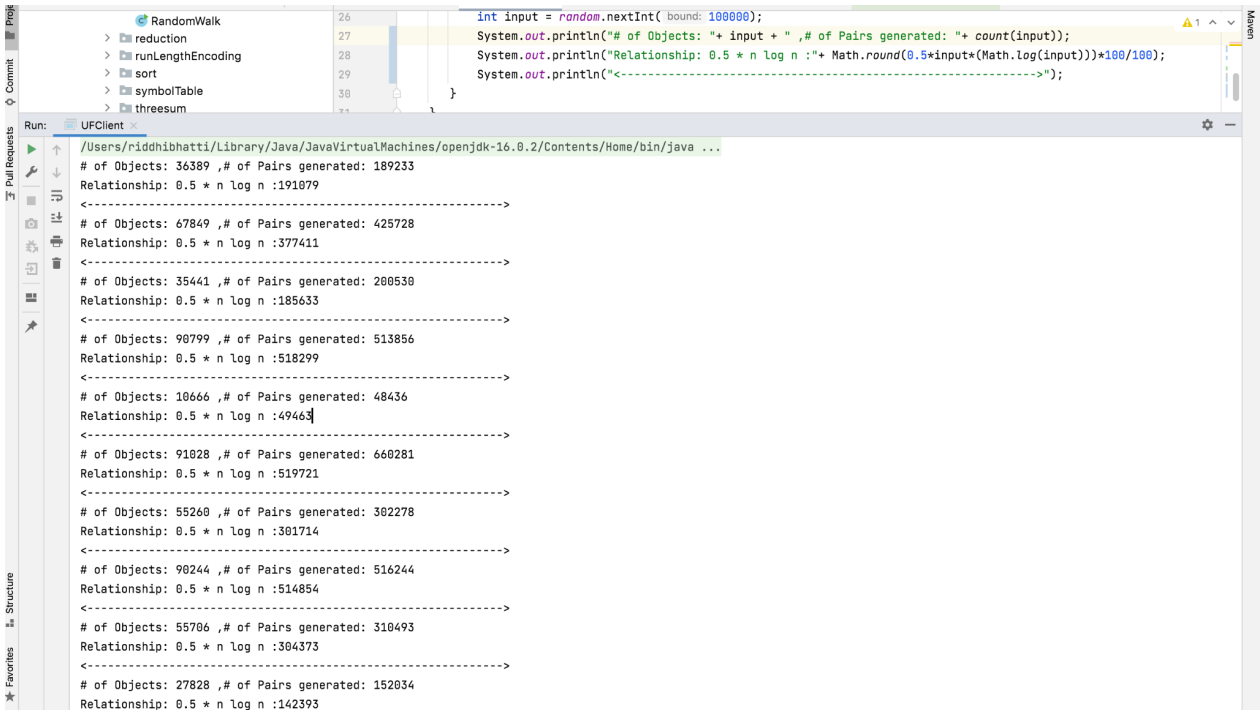 Proje
Commit
Pull Requests
Structure
Favorites
RandomWalk
reduction
runLengthEncoding
sort
symbolTable
threesum
26 int input = random.nextInt( bound: 100000);
27 System.out.println("# of Objects: "+ input + " ,# of Pairs generated: "+ count(input));
28 System.out.println("Relationship: 0.5 * n log n :"+ Math.round(0.5*input*(Math.log(input)))*100/100);
29 System.out.println("<---------------------------------------------------------->");
30 }
31 }
1
Maven
Run: UFClient
/Users/riddhibhatti/Library/Java/JavaVirtualMachines/openjdk-16.0.2/Contents/Home/bin/java ...
# of Objects: 36389 ,# of Pairs generated: 189233
Relationship: 0.5 * n log n :191079
<---------------------------------------------------------->
# of Objects: 67849 ,# of Pairs generated: 425728
Relationship: 0.5 * n log n :377411
<---------------------------------------------------------->
# of Objects: 35441 ,# of Pairs generated: 200530
Relationship: 0.5 * n log n :185633
<---------------------------------------------------------->
# of Objects: 90799 ,# of Pairs generated: 513856
Relationship: 0.5 * n log n :518299
<---------------------------------------------------------->
# of Objects: 10666 ,# of Pairs generated: 48436
Relationship: 0.5 * n log n :49463
<---------------------------------------------------------->
# of Objects: 91028 ,# of Pairs generated: 660281
Relationship: 0.5 * n log n :519721
<---------------------------------------------------------->
# of Objects: 55260 ,# of Pairs generated: 302278
Relationship: 0.5 * n log n :301714
<---------------------------------------------------------->
# of Objects: 90244 ,# of Pairs generated: 516244
Relationship: 0.5 * n log n :514854
<---------------------------------------------------------->
# of Objects: 55706 ,# of Pairs generated: 310493
Relationship: 0.5 * n log n :304373
<---------------------------------------------------------->
# of Objects: 27828 ,# of Pairs generated: 152034
Relationship: 0.5 * n log n :142393